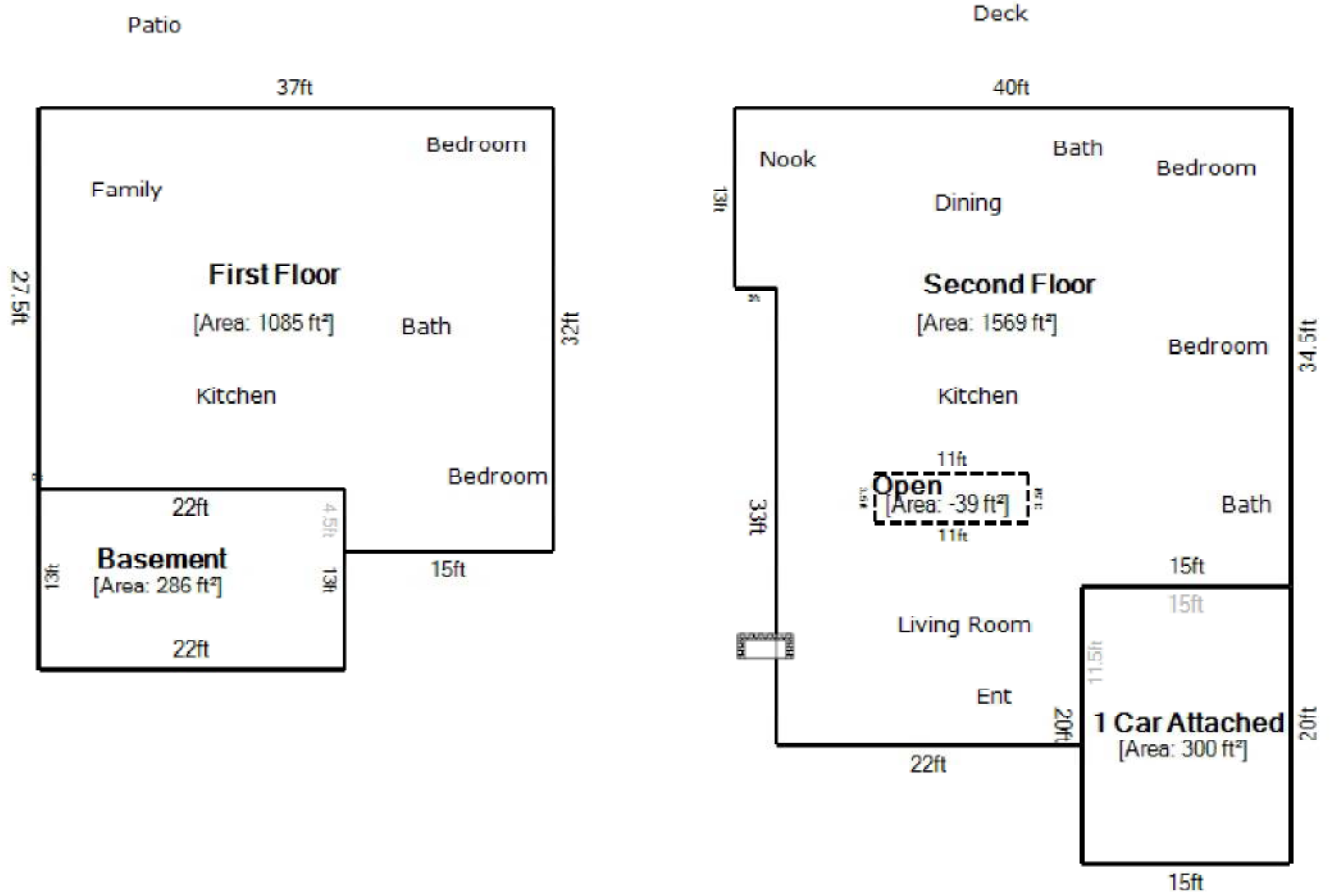 Patio
37ft
Bedroom
Family
27.5ft
First Floor
[Area: 1085 ft²]
Bath
32ft
Kitchen
Bedroom
22ft
4.5ft
Basement
[Area: 286 ft²]
13ft
13ft
15ft
22ft
Deck
40ft
Nook
Bath
Bedroom
13ft
Dining
Second Floor
[Area: 1569 ft²]
Bedroom
34.5ft
Kitchen
11ft
Open
[Area: -39 ft²]
11ft
33ft
Bath
15ft
15ft
Living Room
11.5ft
Ent
20ft
1 Car Attached
[Area: 300 ft²]
20ft
22ft
15ft